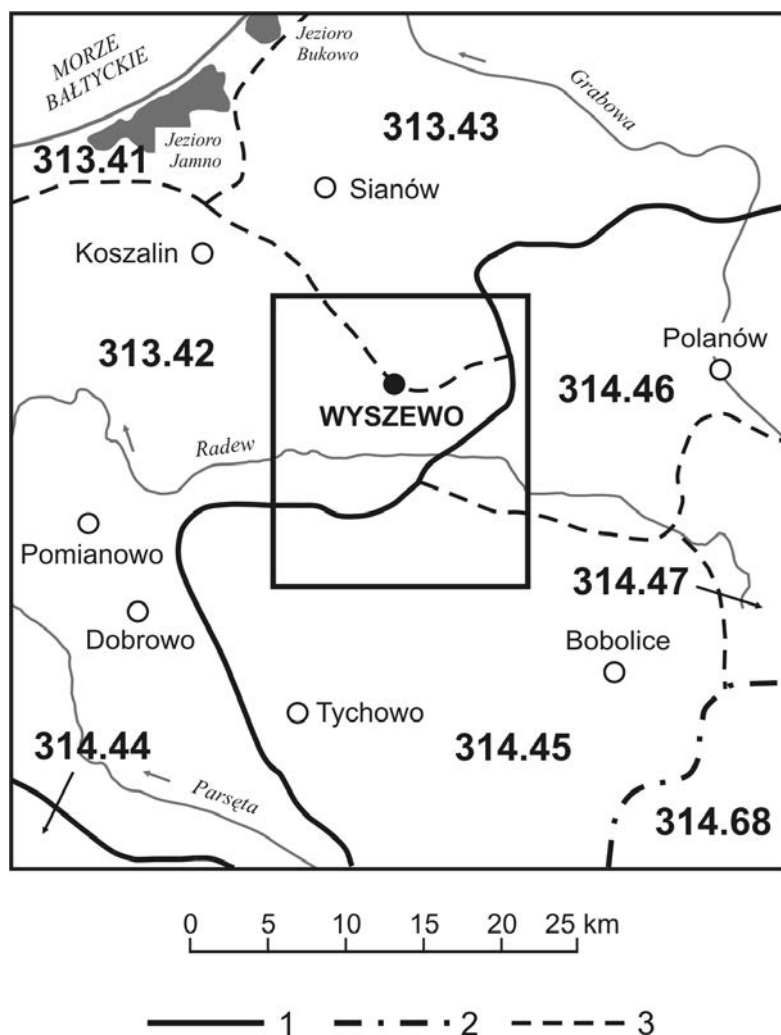 MORZE
BAŁTYCKIE
Jezioro
Bukowo
Jezioro
Jamno
Grabowa
313.41
313.43
Sianów
Koszalin
313.42
Polanów
314.46
WYSZEWO
Radew
Pomianowo
314.47
Dobrowo
Bobolice
Tychowo
314.44
314.45
Parsęta
314.68
0 5 10 15 20 25 km
1 2 3